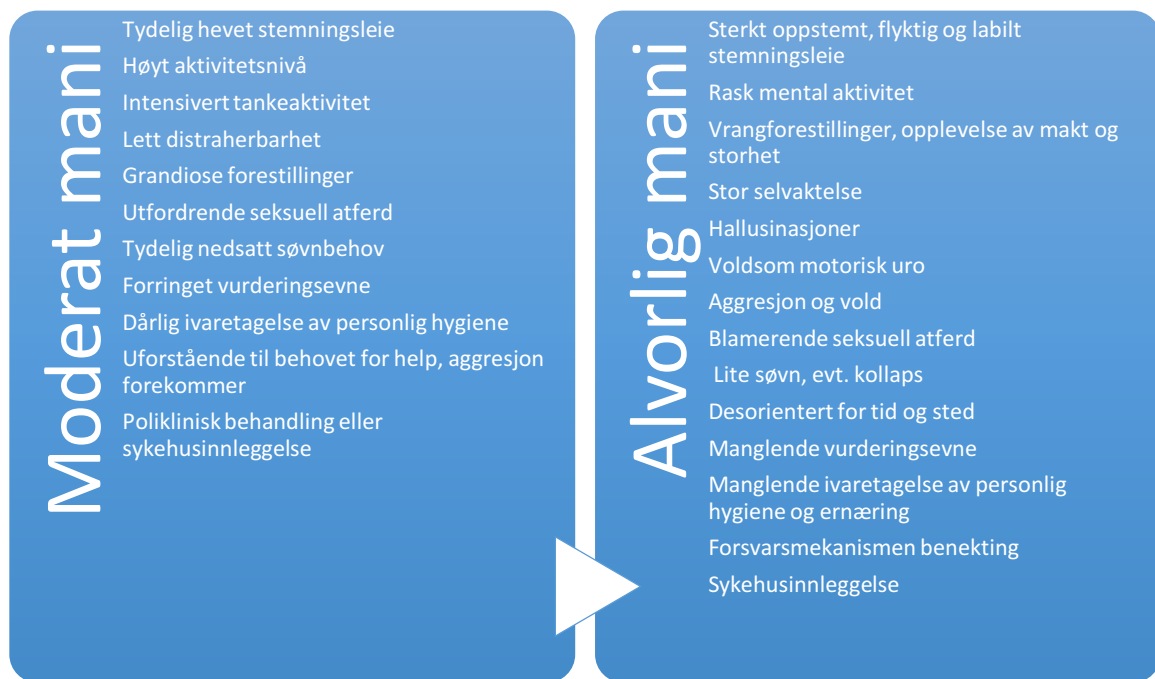 Moderat mani
Tydelig hevet stemningsleie
Høyt aktivitetsnivå
Intensivert tankeaktivitet
Lett distraherbarhet
Grandiose forestillinger
Utfordrende seksuell atferd
Tydelig nedsatt søvnbehov
Forringet vurderingsevne
Dårlig ivaretagelse av personlig hygiene
Uforstående til behovet for help, aggresjon
forekommer
Poliklinisk behandling eller
sykehusinnleggelse
Alvorlig mani
Sterkt oppstemt, flyktig og labilt
stemningsleie
Rask mental aktivitet
Vrangforestillinger, opplevelse av makt og
storhet
Stor selvaktelse
Hallusinasjoner
Voldsom motorisk uro
Aggresjon og vold
Blamerende seksuell atferd
Lite søvn, evt. kollaps
Desorientert for tid og sted
Manglende vurderingsevne
Manglende ivaretagelse av personlig
hygiene og ernæring
Forsvarsmekanismen benekting
Sykehusinnleggelse